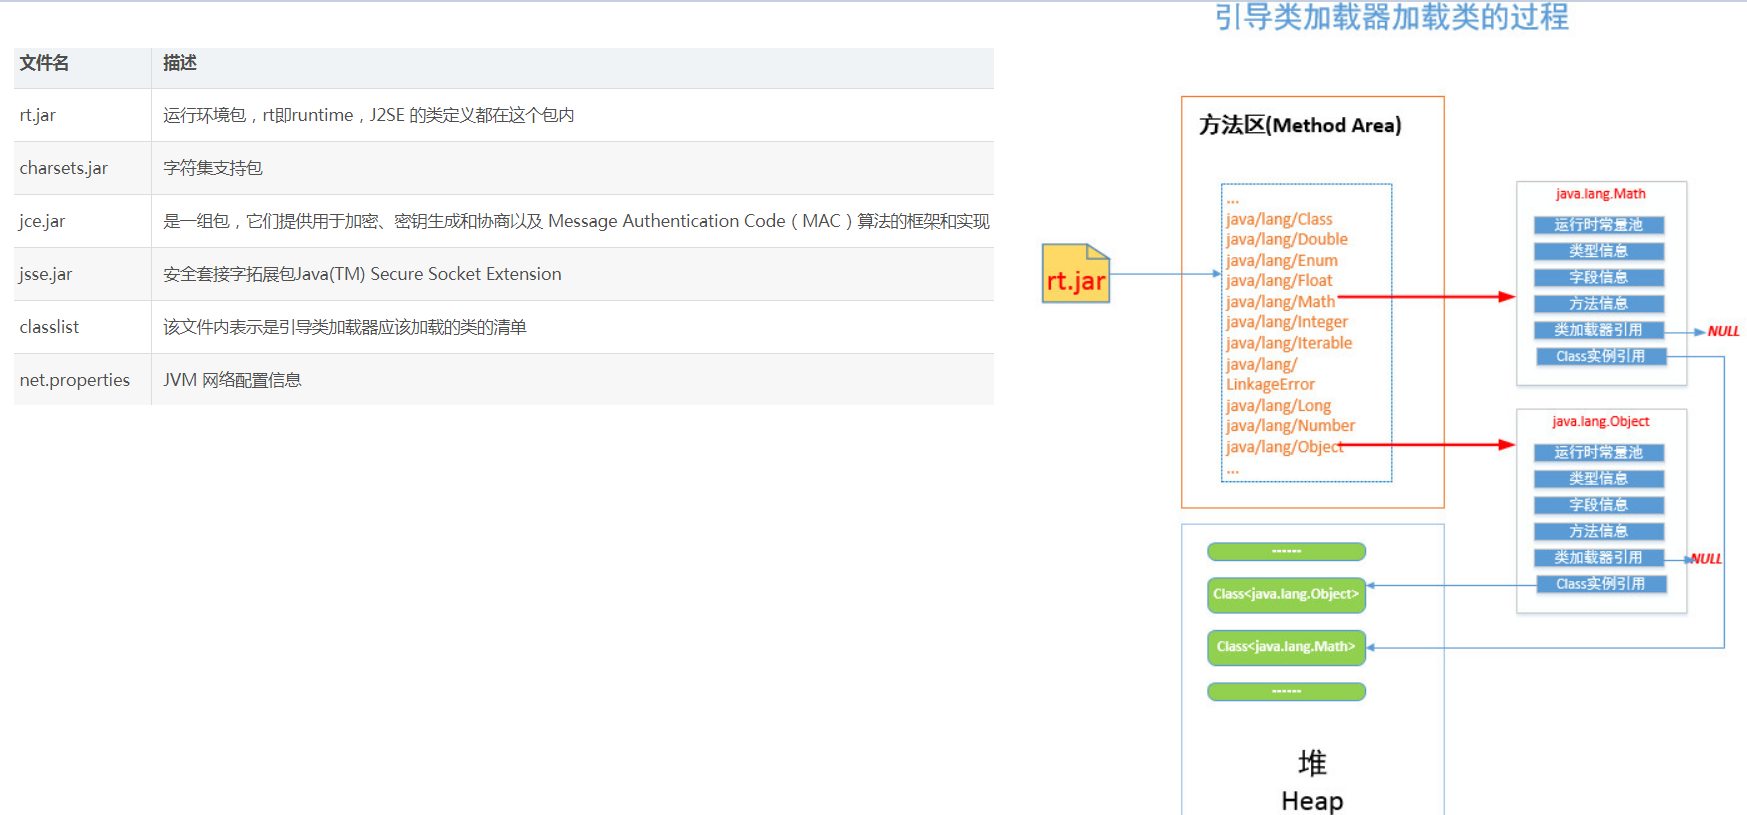 引导类加载器加载类的过程
文件名 描述
rt.jar 运行环境包，rt即runtime，J2SE 的类定义都在这个包内
charsets.jar 字符集支持包
jce.jar 是一组包，它们提供用于加密、密钥生成和协商以及 Message Authentication Code（MAC）算法的框架和实现
jsse.jar 安全套接字拓展包Java(TM) Secure Socket Extension
classlist 该文件内表示是引导类加载器应该加载的类的清单
net.properties JVM 网络配置信息
rt.jar
方法区(Method Area)
...
java/lang/Class
java/lang/Double
java/lang/Enum
java/lang/Float
java/lang/Math
java/lang/Integer
java/lang/Iterable
java/lang/
LinkageError
java/lang/Long
java/lang/Number
java/lang/Object
...
java.lang.Math
运行时常量池
类型信息
字段信息
方法信息
类加载器引用
NULL
Class实例引用
java.lang.Object
运行时常量池
类型信息
字段信息
方法信息
类加载器引用
NULL
Class实例引用
------
Class<java.lang.Object>
Class<java.lang.Math>
------
堆
Heap